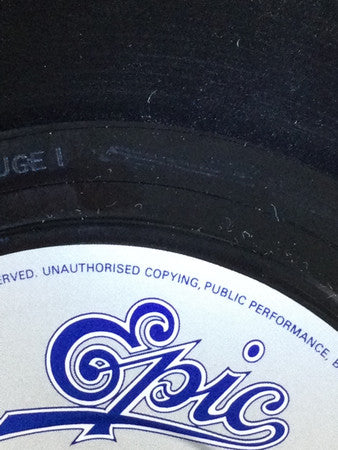 UGE I
ERVED. UNAUTHORISED COPYING, PUBLIC PERFORMANCE, B
Epic